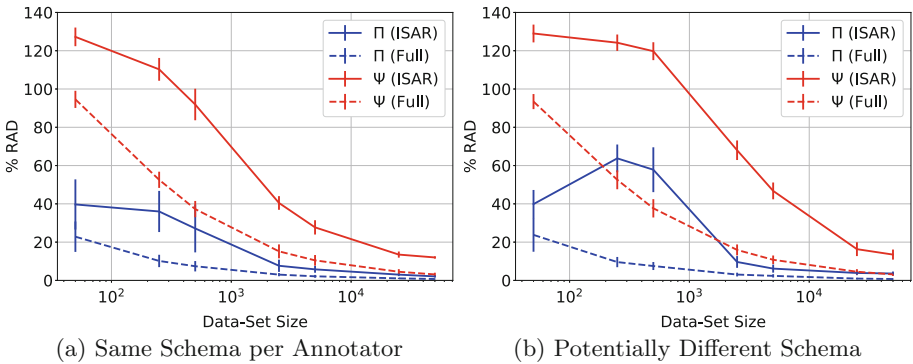 140
120
100
80
60
40
20
0
% RAD
10²
10³
10⁴
Data-Set Size
Π (ISAR)
Π (Full)
Ψ (ISAR)
Ψ (Full)
(a) Same Schema per Annotator
140
120
100
80
60
40
20
0
% RAD
10²
10³
10⁴
Data-Set Size
Π (ISAR)
Π (Full)
Ψ (ISAR)
Ψ (Full)
(b) Potentially Different Schema